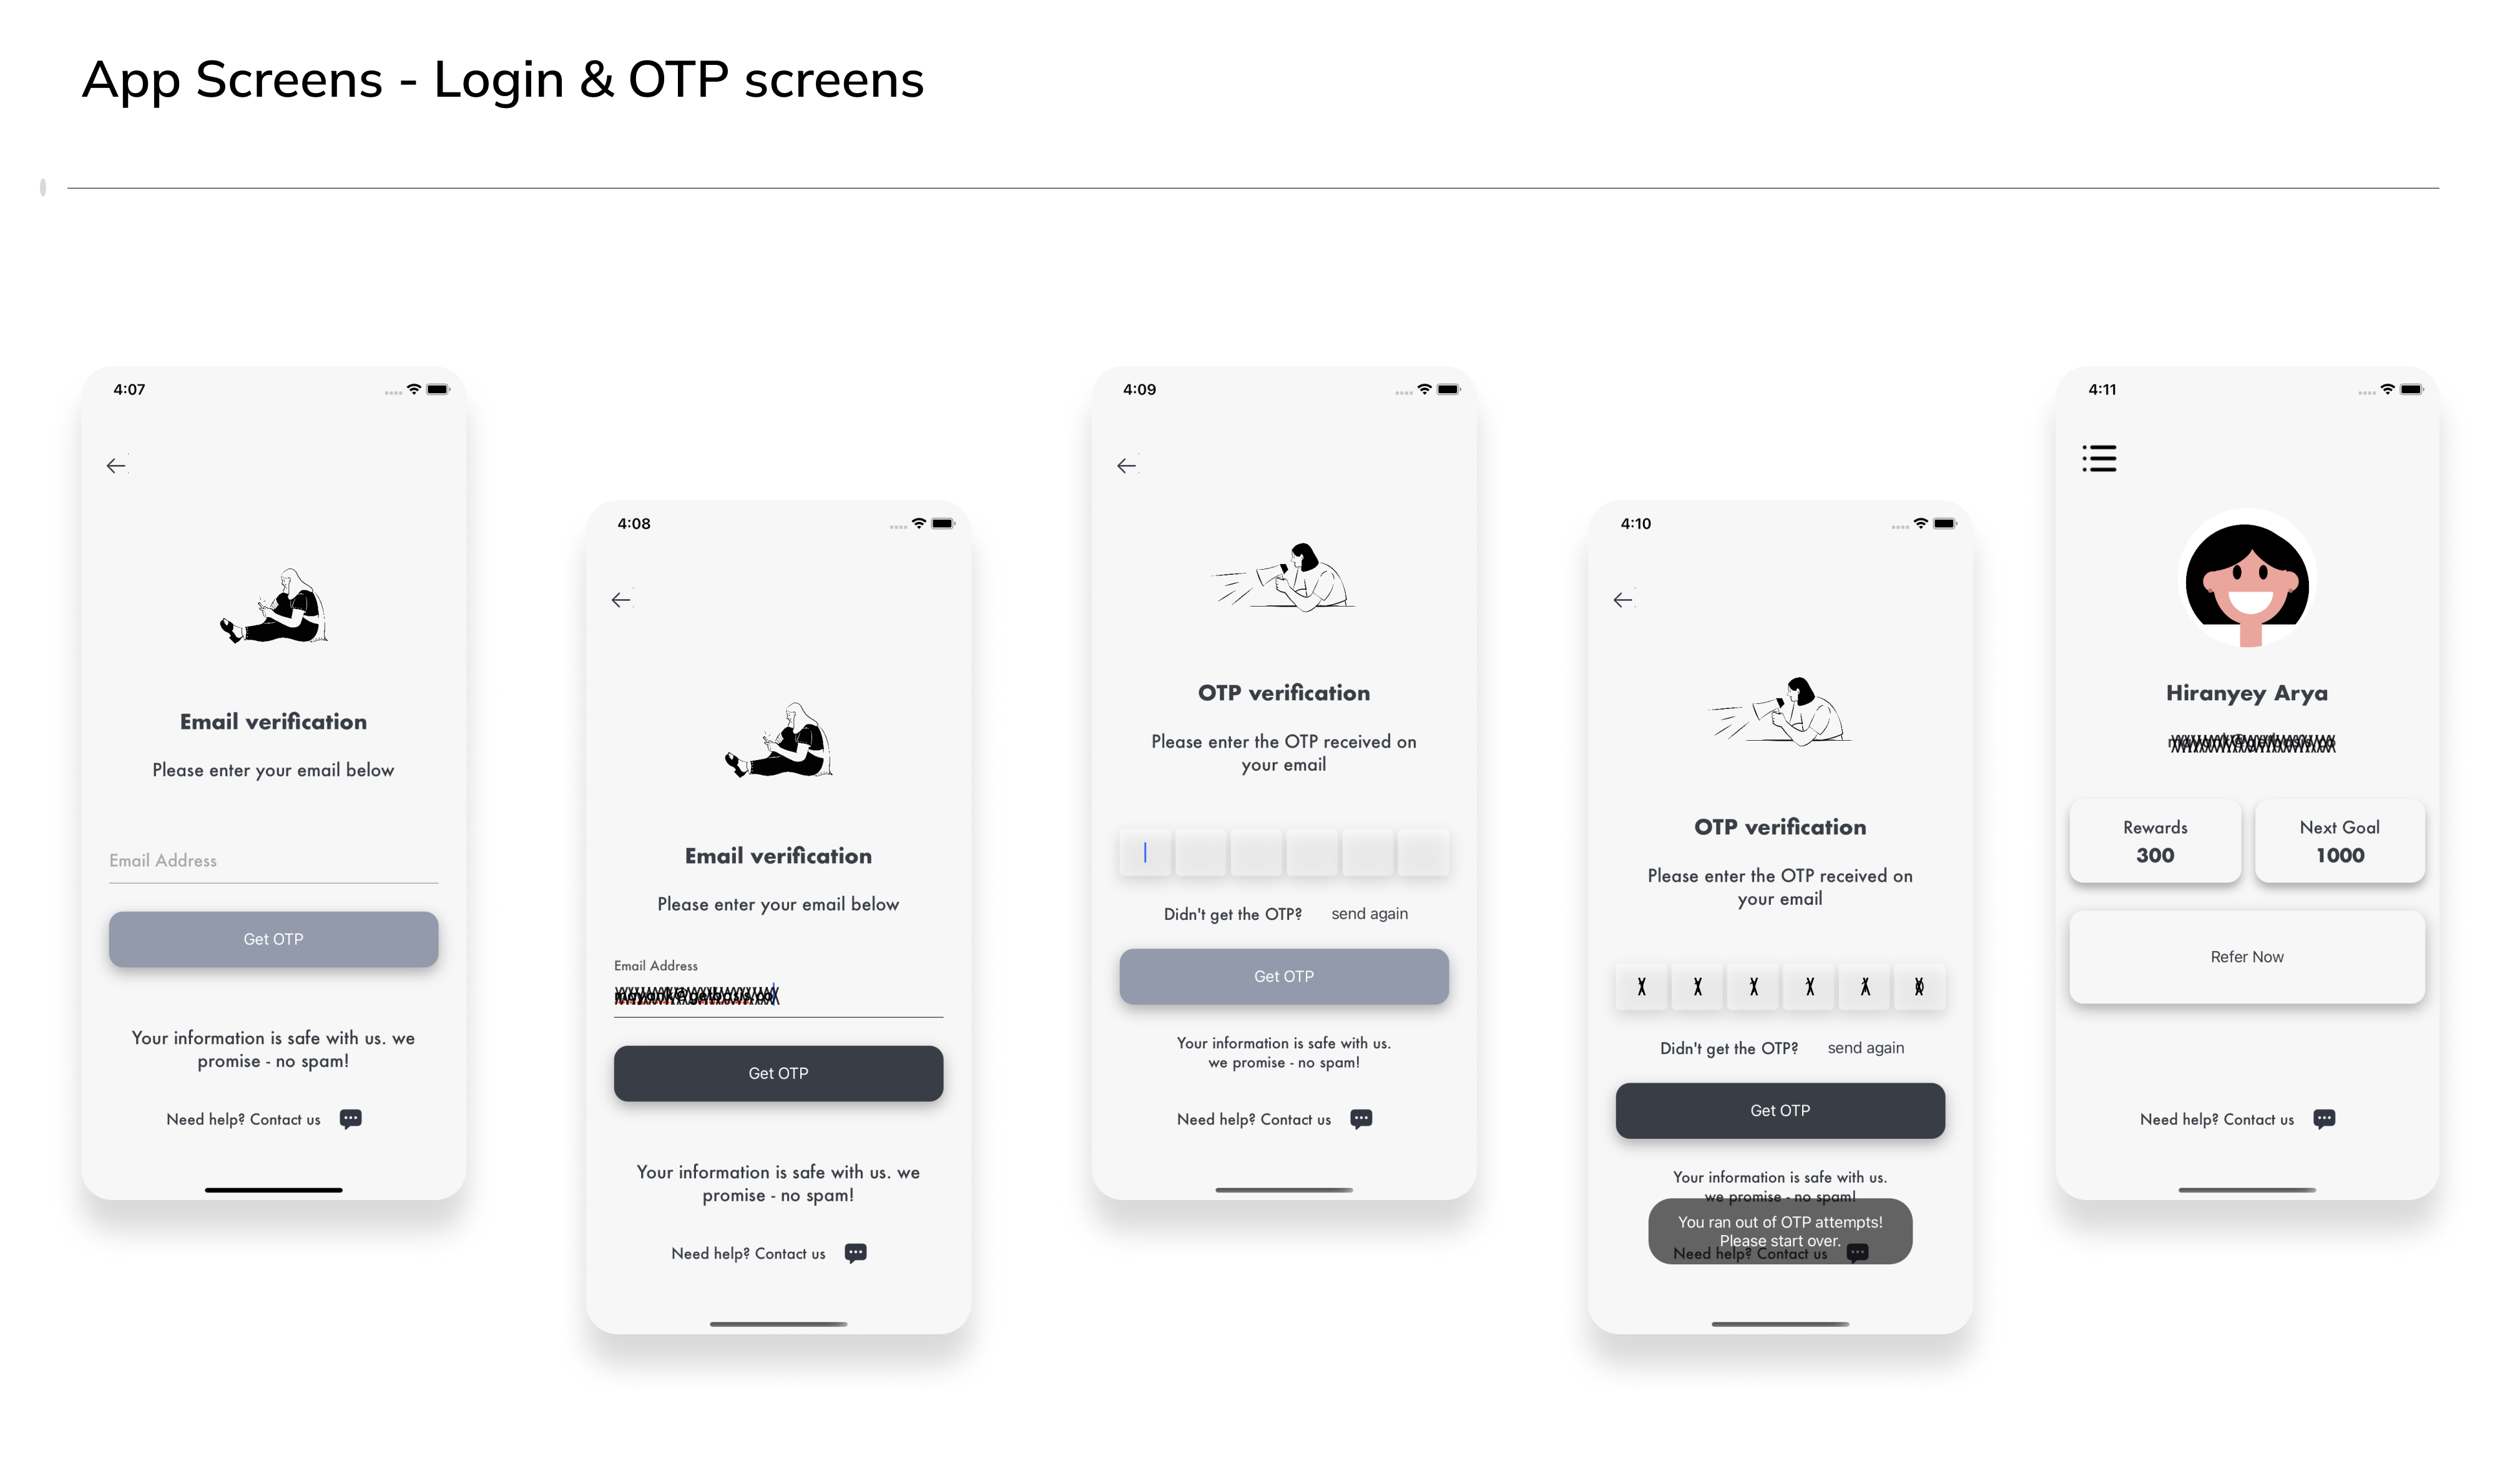 App Screens - Login & OTP screens
4:07
Email verification
Please enter your email below
Email Address
Get OTP
Your information is safe with us. we
promise - no spam!
Need help? Contact us
4:08
Email verification
Please enter your email below
Email Address
Get OTP
Your information is safe with us. we
promise - no spam!
Need help? Contact us
4:09
OTP verification
Please enter the OTP received on
your email
Didn't get the OTP? send again
Get OTP
Your information is safe with us.
we promise - no spam!
Need help? Contact us
4:10
OTP verification
Please enter the OTP received on
your email
Didn't get the OTP? send again
Get OTP
Your information is safe with us.
we promise - no spam!
You ran out of OTP attempts!
Please start over.
Need help? Contact us
4:11
Hiranyey Arya
Rewards
300
Next Goal
1000
Refer Now
Need help? Contact us